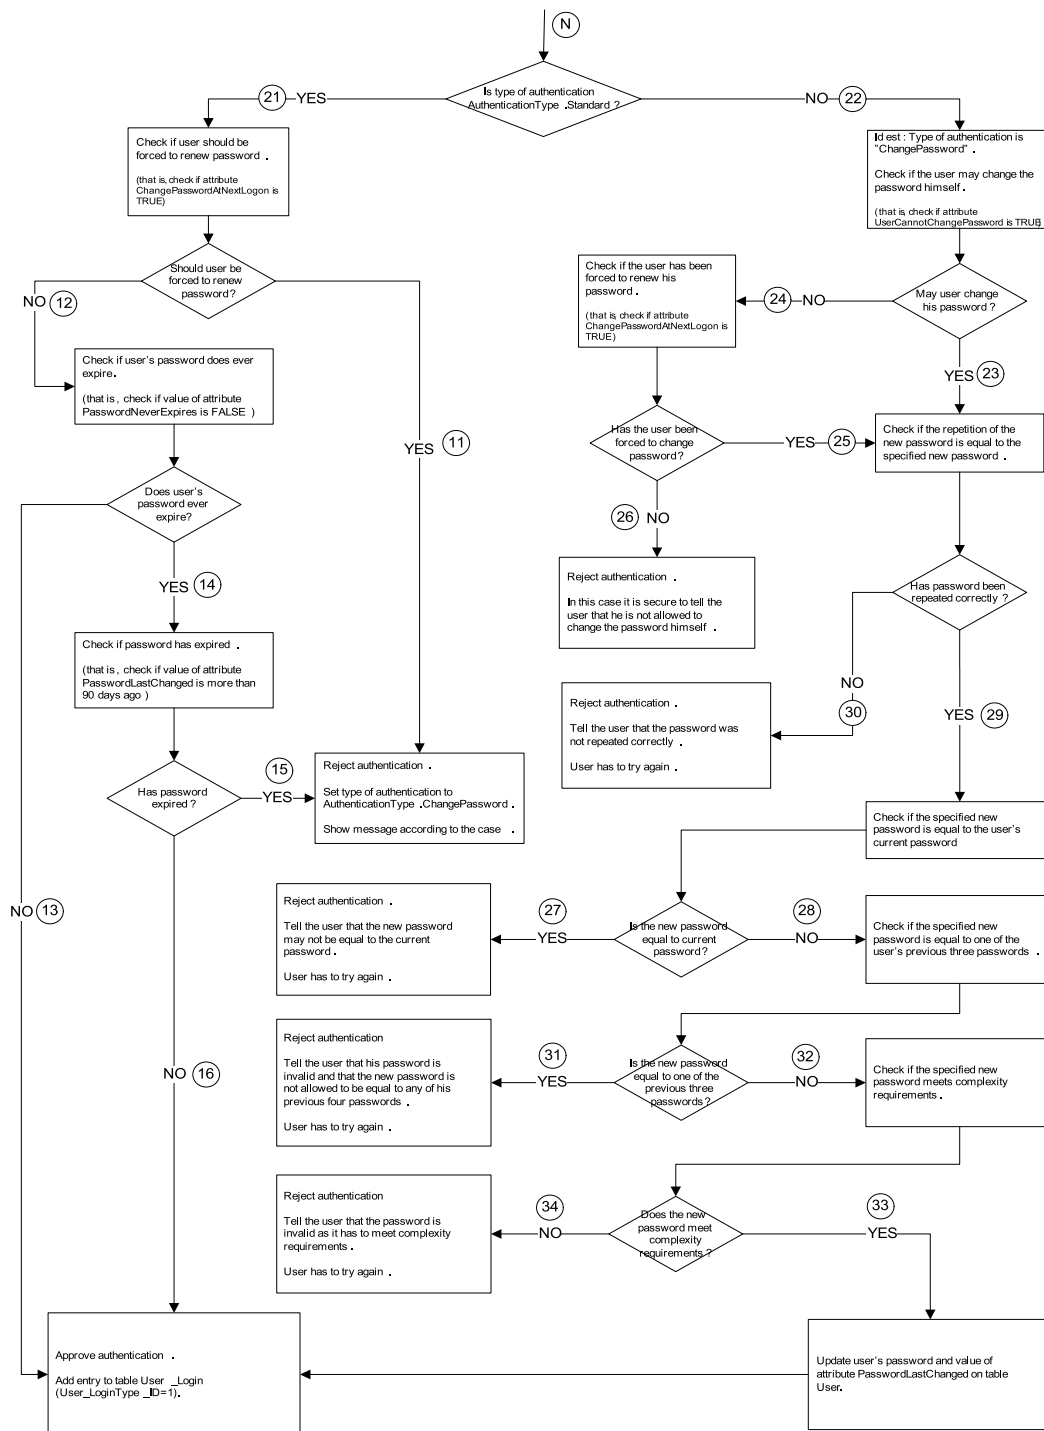 N
Is type of authentication
AuthenticationType .Standard ?
21
YES
NO
22
Check if user should be
forced to renew password .
(that is, check if attribute
ChangePasswordAtNextLogon is
TRUE)
Id est : Type of authentication is
"ChangePassword" .
Check if the user may change the
password himself .
(that is, check if attribute
UserCannotChangePassword is TRUE)
Should user be
forced to renew
password ?
NO
12
Check if the user has been
forced to renew his
password .
(that is, check if attribute
ChangePasswordAtNextLogon is
TRUE)
24
NO
May user change
his password ?
YES
23
Check if user's password does ever
expire.
(that is , check if value of attribute
PasswordNeverExpires is FALSE )
YES
11
Has the user been
forced to change
password ?
YES
25
Check if the repetition of the
new password is equal to the
specified new password .
Does user's
password ever
expire?
26
NO
YES
14
Reject authentication .
In this case it is secure to tell the
user that he is not allowed to
change the password himself .
Has password been
repeated correctly ?
Check if password has expired .
(that is , check if value of attribute
PasswordLastChanged is more than
90 days ago )
NO
30
YES
29
Reject authentication .
Tell the user that the password was
not repeated correctly .
User has to try again .
Has password
expired ?
15
YES
Reject authentication .
Set type of authentication to
AuthenticationType .ChangePassword .
Show message according to the case .
Check if the specified new
password is equal to the user's
current password
NO
13
Reject authentication .
Tell the user that the new password
may not be equal to the current
password .
User has to try again .
27
YES
Is the new password
equal to current
password ?
28
NO
Check if the specified new
password is equal to one of the
user's previous three passwords .
NO
16
Reject authentication
Tell the user that his password is
invalid and that the new password is
not allowed to be equal to any of his
previous four passwords .
User has to try again .
31
YES
Is the new password
equal to one of the
previous three
passwords ?
32
NO
Check if the specified new
password meets complexity
requirements .
Reject authentication
Tell the user that the password is
invalid as it has to meet complexity
requirements .
User has to try again .
34
NO
Does the new
password meet
complexity
requirements ?
33
YES
Approve authentication .
Add entry to table User _Login
(User_LoginType _ID=1).
Update user's password and value of
attribute PasswordLastChanged on table
User.